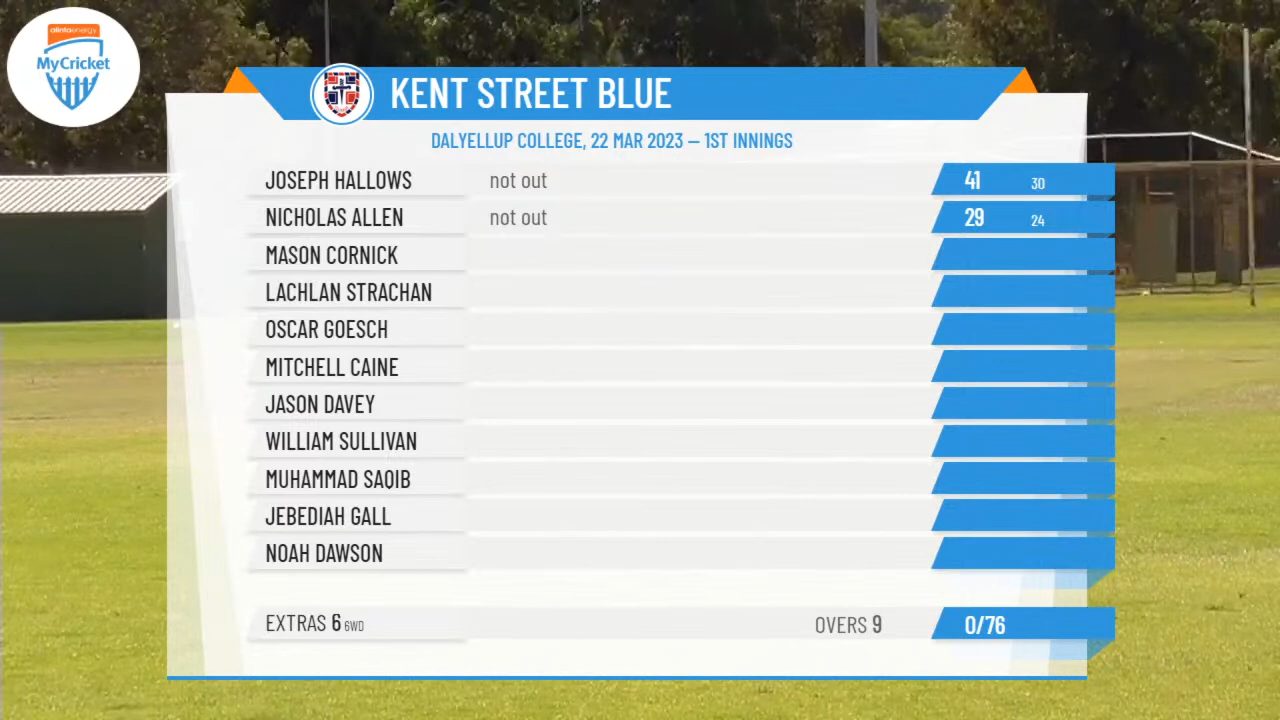 alintaenergy
MyCricket
KENT STREET BLUE
DALYELLUP COLLEGE, 22 MAR 2023 – 1ST INNINGS
JOSEPH HALLOWS not out 41 30
NICHOLAS ALLEN not out 29 24
MASON CORNICK
LACHLAN STRACHAN
OSCAR GOESCH
MITCHELL CAINE
JASON DAVEY
WILLIAM SULLIVAN
MUHAMMAD SAQIB
JEBEDIAH GALL
NOAH DAWSON
EXTRAS 6 6WD OVERS 9 0/76